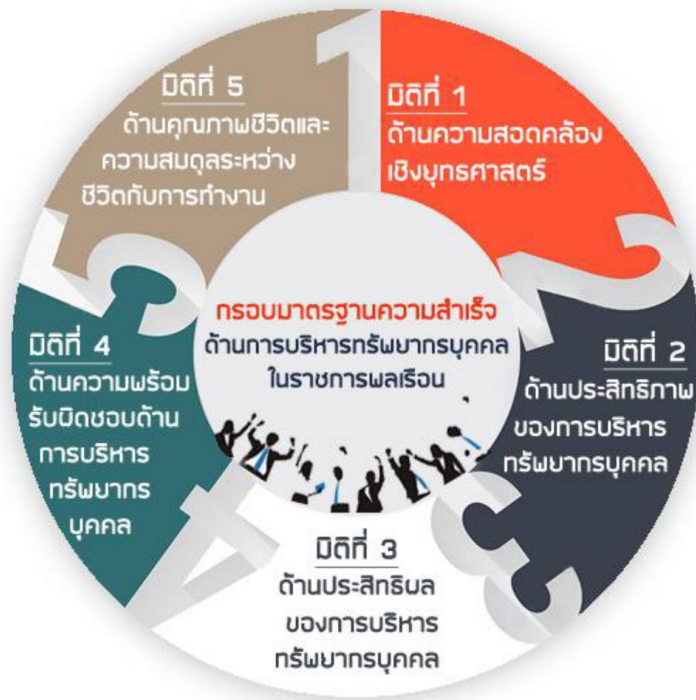 กรอบมาตรฐานความสำเร็จ
ด้านการบริหารทรัพยากรบุคคล
ในราชการพลเรือน
1
มิติที่ 1
ด้านความสอดคล้อง
เชิงยุทธศาสตร์
2
มิติที่ 2
ด้านประสิทธิภาพ
ของการบริหาร
ทรัพยากรบุคคล
3
มิติที่ 3
ด้านประสิทธิผล
ของการบริหาร
ทรัพยากรบุคคล
4
มิติที่ 4
ด้านความพร้อม
รับผิดชอบด้าน
การบริหาร
ทรัพยากร
บุคคล
5
มิติที่ 5
ด้านคุณภาพชีวิตและ
ความสมดุลระหว่าง
ชีวิตกับการทำงาน